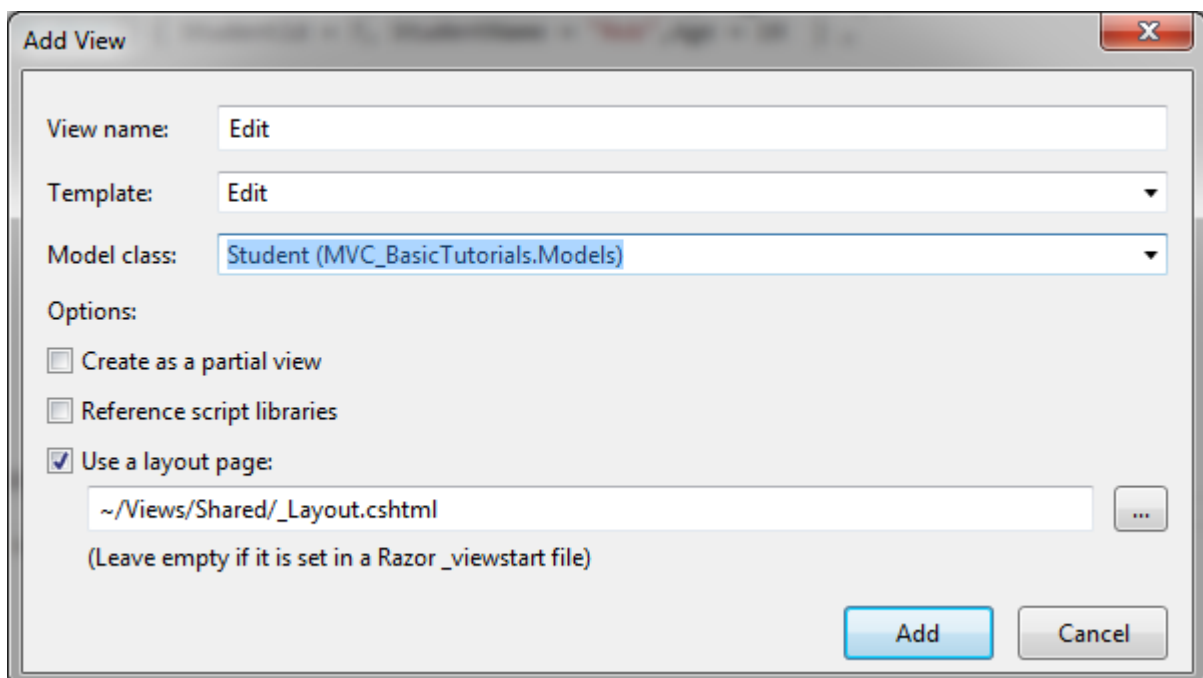 Add View
View name: Edit
Template: Edit
Model class: Student (MVC_BasicTutorials.Models)
Options:
Create as a partial view
Reference script libraries
Use a layout page:
~/Views/Shared/_Layout.cshtml ...
(Leave empty if it is set in a Razor _viewstart file)
Add Cancel